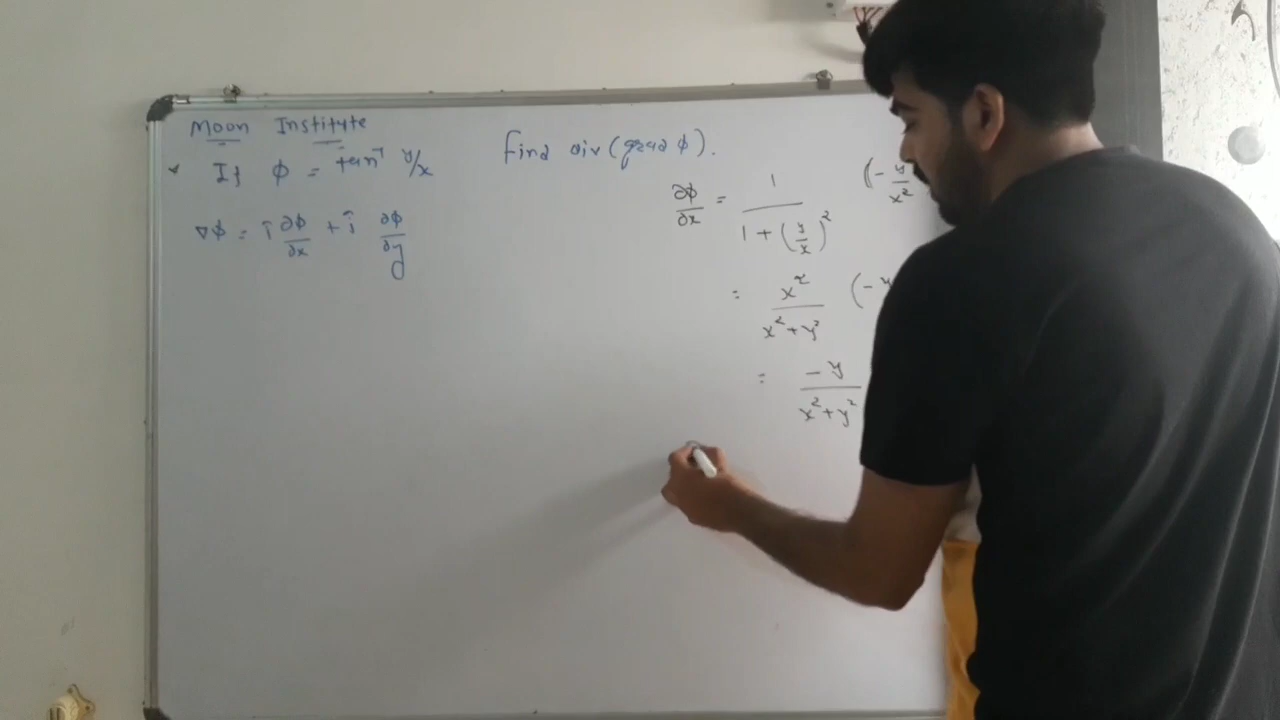 Moon Institute
* If φ = tan⁻¹ y/x find div(grad φ).
∇φ = î ∂φ/∂x + ĵ ∂φ/∂y
∂φ/∂x = 1/(1 + (y/x)²) (- y/x²
= x²/(x² + y²) (- y
= -y/(x² + y²)